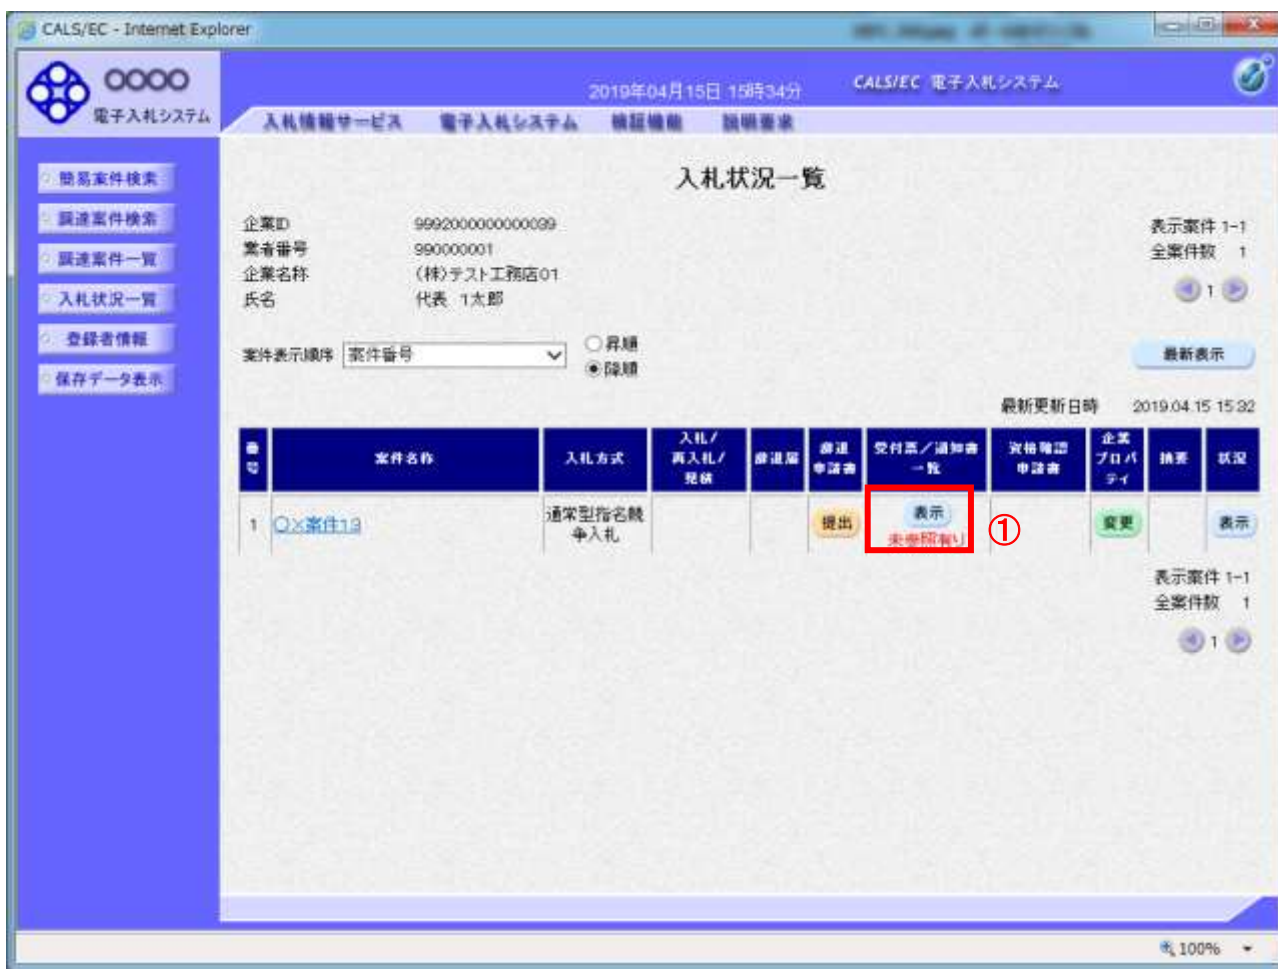 CALS/EC - Internet Explorer
OOOO
電子入札システム
2019年04月15日 15時34分
CALS/EC 電子入札システム
入札情報サービス 電子入札システム 検証機能 説明要求
簡易案件検索
調達案件検索
調達案件一覧
入札状況一覧
登録者情報
保存データ表示
入札状況一覧
企業ID 9992000000000039
業者番号 990000001
企業名称 (株)テスト工務店01
氏名 代表 1太郎
表示案件 1-1
全案件数 1
1
案件表示順序 案件番号
昇順
降順
最新表示
最新更新日時 2019.04.15 15:32
番号 案件名称 入札方式 入札/再入札/見積 辞退届 辞退申請書 受付票/通知書一覧 資格確認申請書 企業プロパティ 摘要 状況
1 〇×案件13 通常型指名競争入札 提出 表示 未参照有り ① 変更 表示
表示案件 1-1
全案件数 1
1
100%